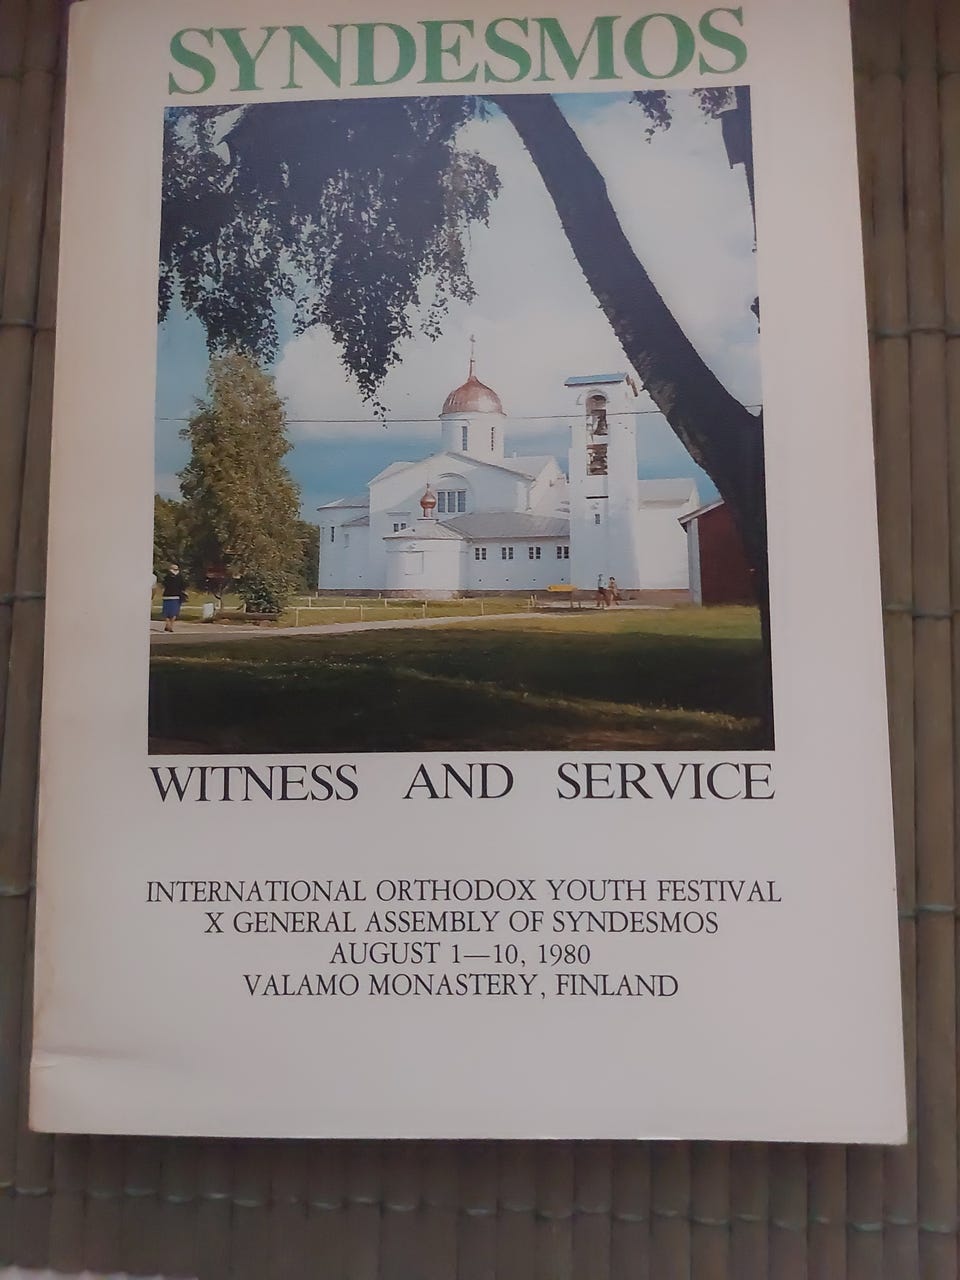 SYNDESMOS
WITNESS AND SERVICE
INTERNATIONAL ORTHODOX YOUTH FESTIVAL
X GENERAL ASSEMBLY OF SYNDESMOS
AUGUST 1—10, 1980
VALAMO MONASTERY, FINLAND